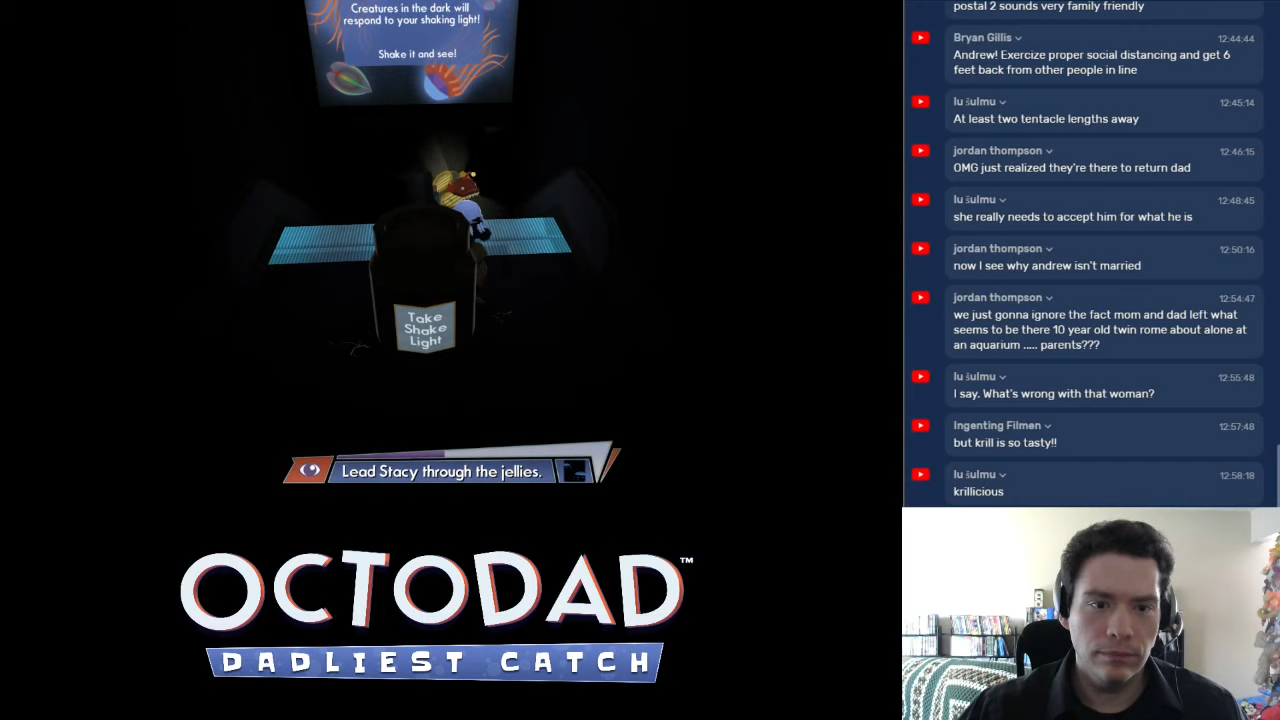 Creatures in the dark will
respond to your shaking light!
Shake it and see!
Take
Shake
Light
Lead Stacy through the jellies.
OCTODAD™
DADLIEST CATCH
postal 2 sounds very family friendly
Bryan Gillis
12:44:44
Andrew! Exercize proper social distancing and get 6
feet back from other people in line
lu šulmu
12:45:14
At least two tentacle lengths away
jordan thompson
12:46:15
OMG just realized they're there to return dad
lu šulmu
12:48:45
she really needs to accept him for what he is
jordan thompson
12:50:16
now I see why andrew isn't married
jordan thompson
12:54:47
we just gonna ignore the fact mom and dad left what
seems to be there 10 year old twin rome about alone at
an aquarium ..... parents???
lu šulmu
12:55:48
I say. What's wrong with that woman?
Ingenting Filmen
12:57:48
but krill is so tasty!!
lu šulmu
12:58:18
krillicious